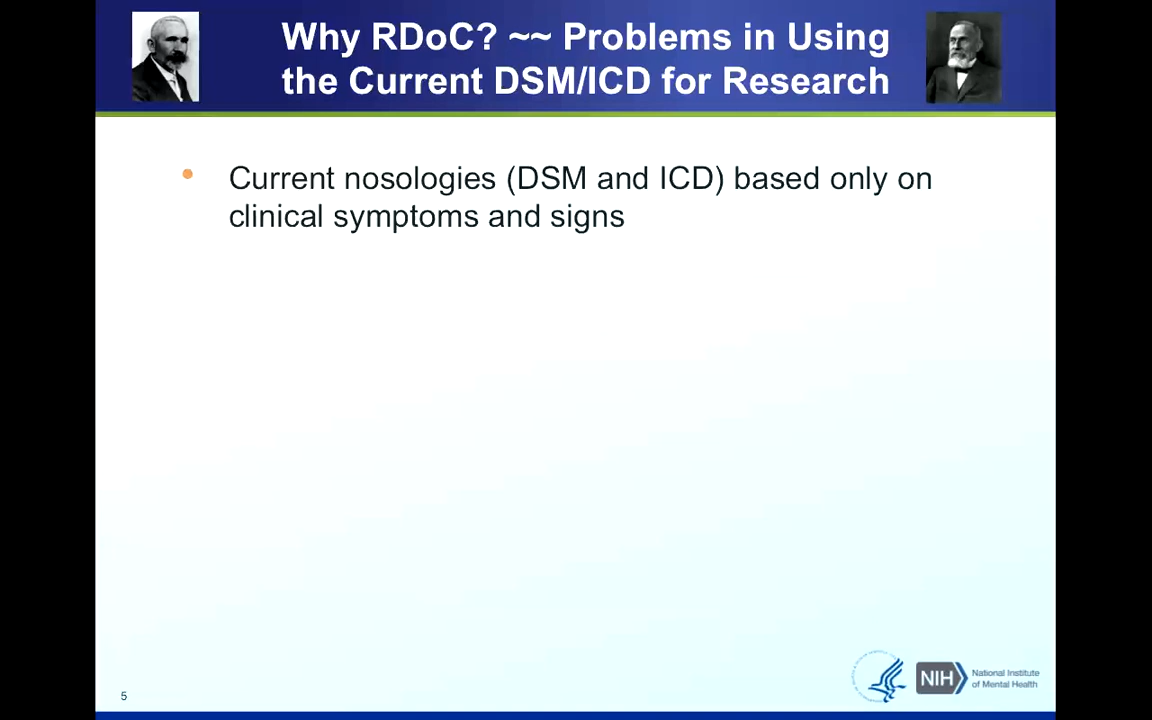 Why RDoC? ~~ Problems in Using
the Current DSM/ICD for Research
• Current nosologies (DSM and ICD) based only on
clinical symptoms and signs
5
NIH
National Institute
of Mental Health